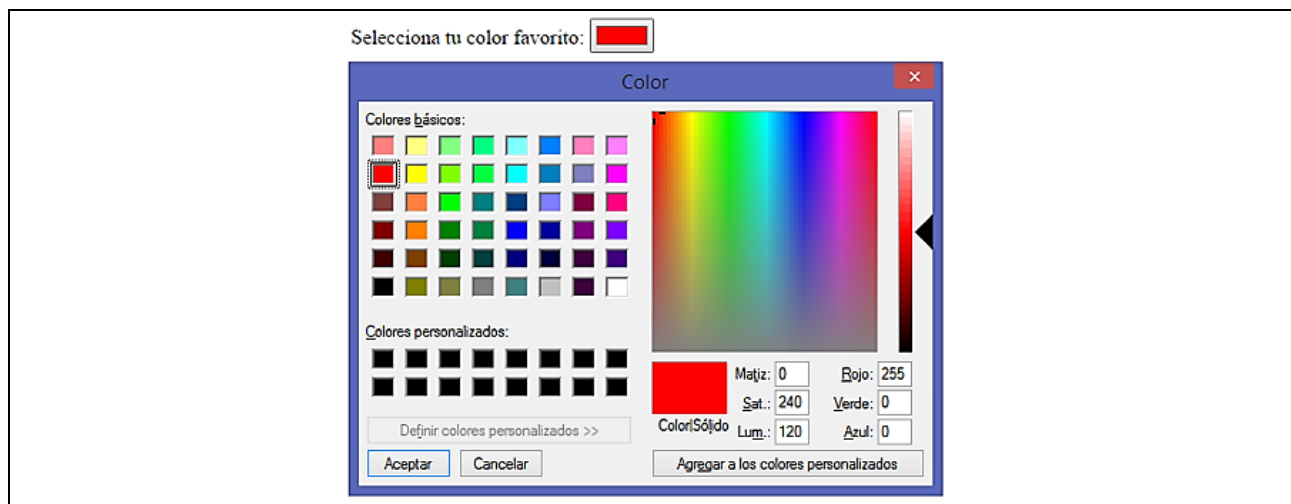 Selecciona tu color favorito:
Color
Colores básicos:
Colores personalizados:
Definir colores personalizados >>
Aceptar Cancelar
Color|Sólido
Matiz: 0 Rojo: 255
Sat.: 240 Verde: 0
Lum.: 120 Azul: 0
Agregar a los colores personalizados